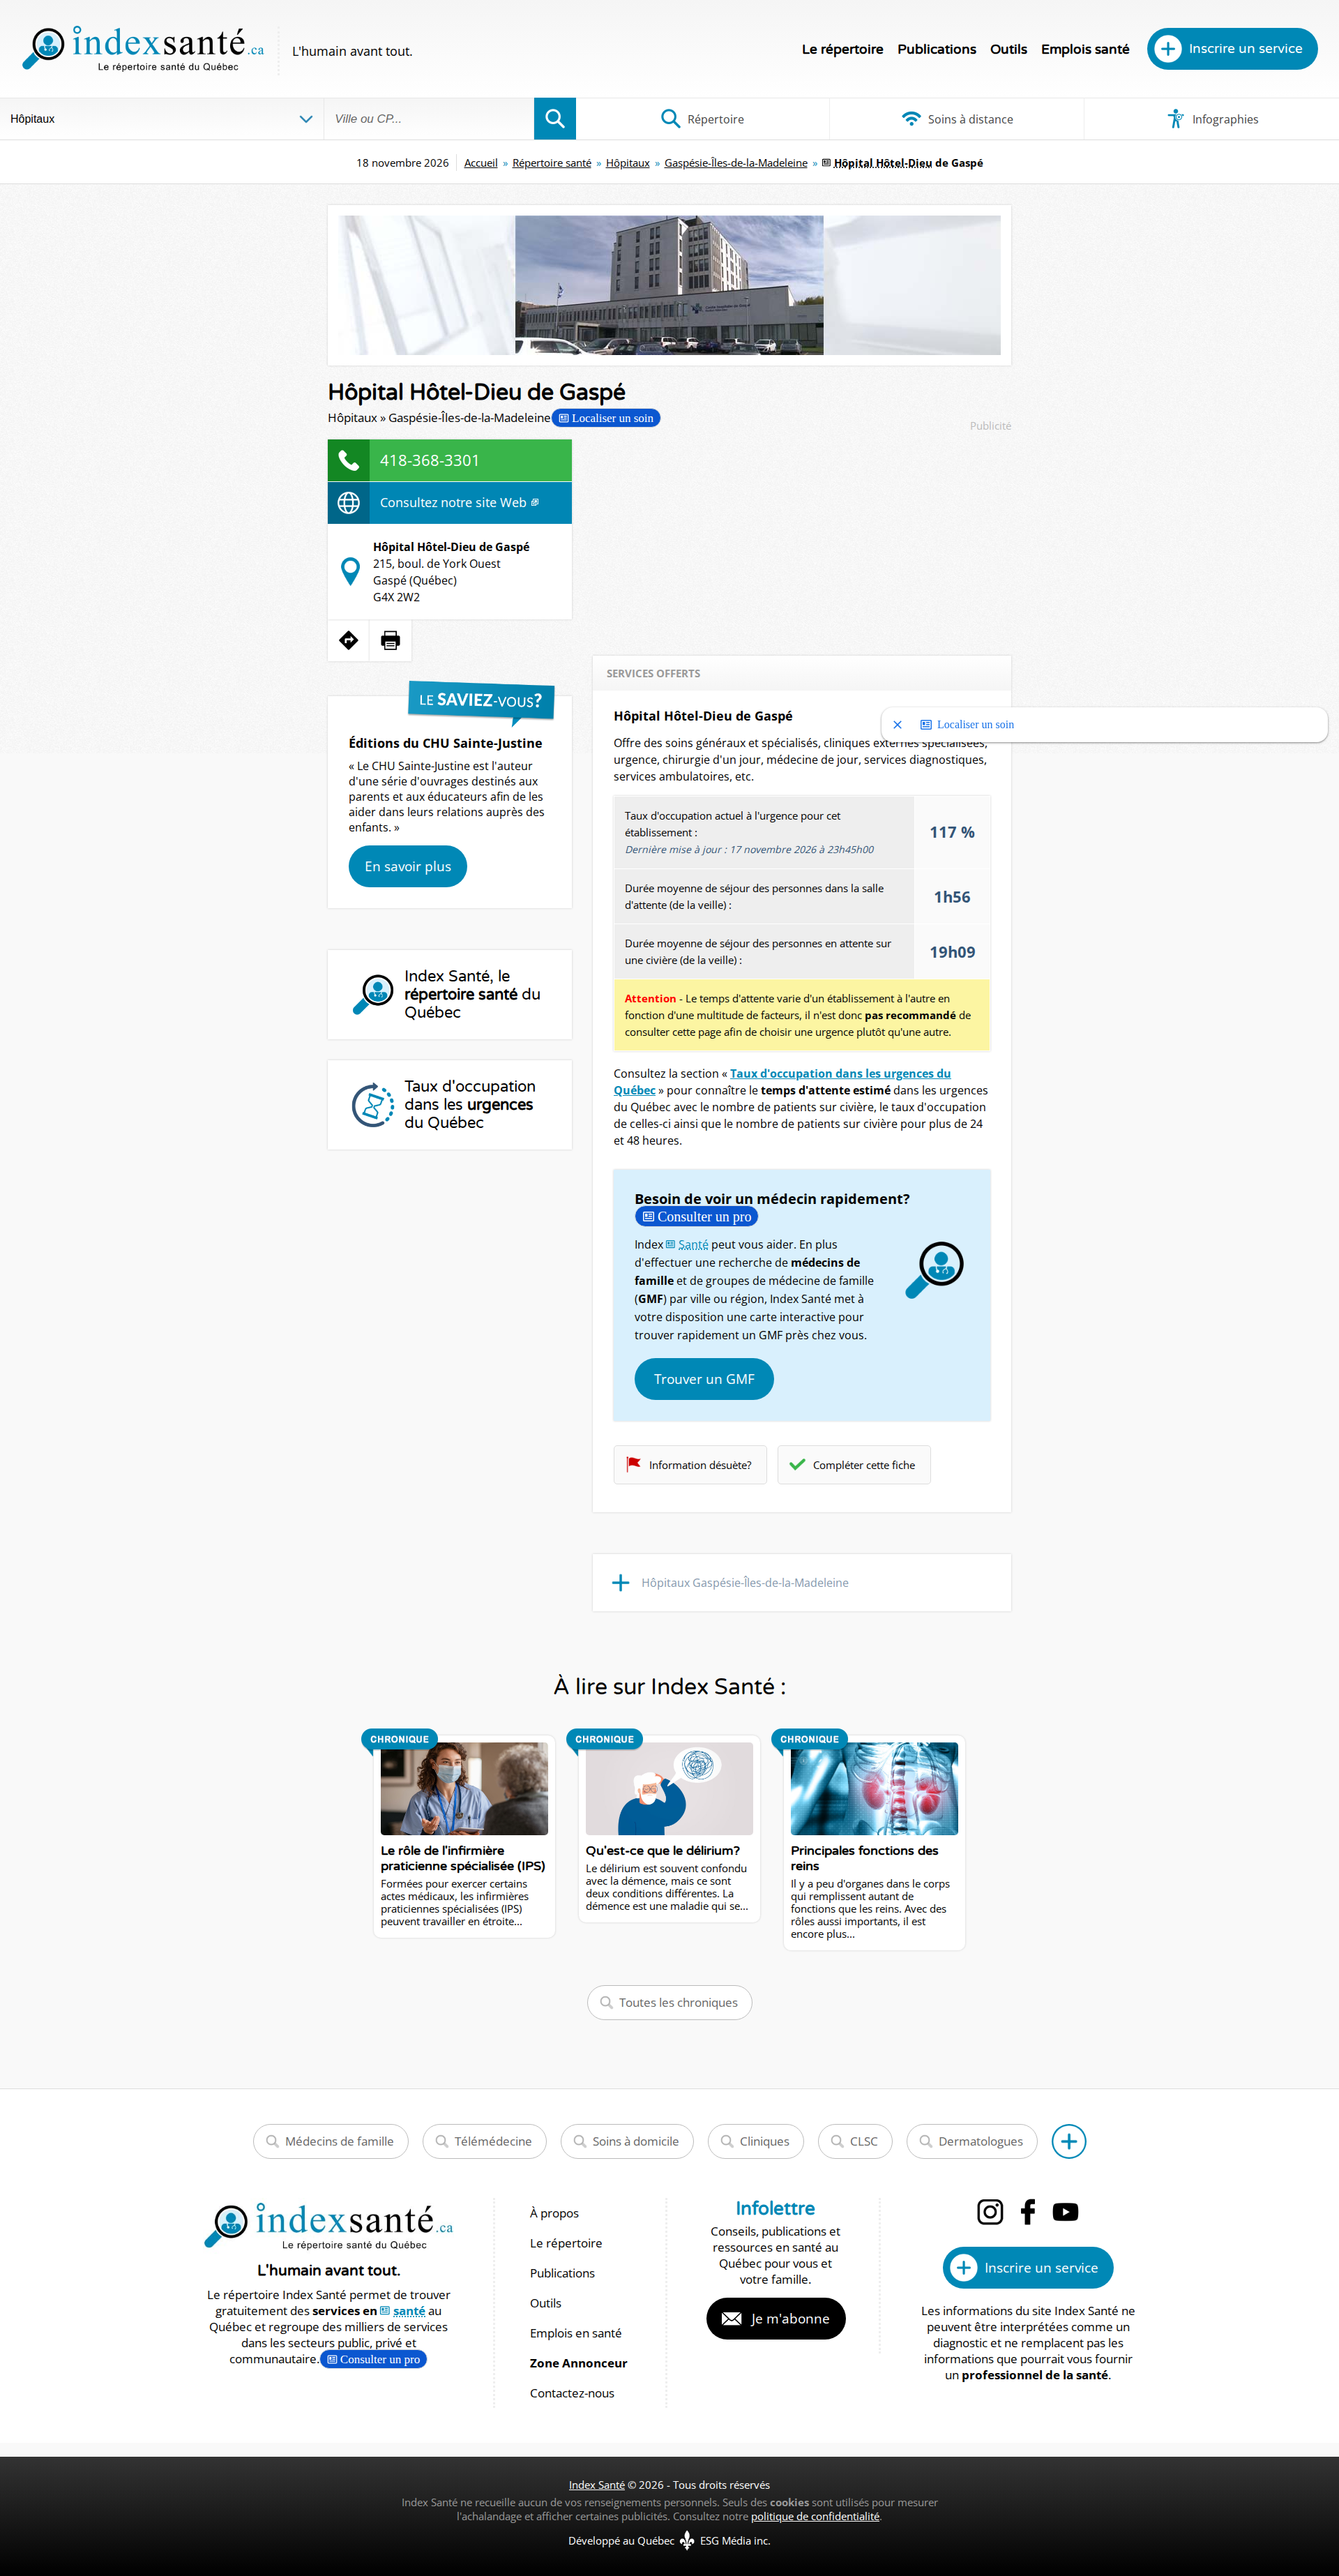 indexsanté.ca
Le répertoire santé du Québec
L'humain avant tout.
Le répertoire
Publications
Outils
Emplois santé
Inscrire un service
Hôpitaux
Ville ou CP...
Répertoire
Soins à distance
Infographies
18 novembre 2026
Accueil » Répertoire santé » Hôpitaux » Gaspésie-Îles-de-la-Madeleine » Hôpital Hôtel-Dieu de Gaspé
Hôpital Hôtel-Dieu de Gaspé
Hôpitaux » Gaspésie-Îles-de-la-Madeleine Localiser un soin
Publicité
418-368-3301
Consultez notre site Web
Hôpital Hôtel-Dieu de Gaspé
215, boul. de York Ouest
Gaspé (Québec)
G4X 2W2
LE SAVIEZ-VOUS?
Éditions du CHU Sainte-Justine
« Le CHU Sainte-Justine est l'auteur
d'une série d'ouvrages destinés aux
parents et aux éducateurs afin de les
aider dans leurs relations auprès des
enfants. »
En savoir plus
Index Santé, le
répertoire santé du
Québec
Taux d'occupation
dans les urgences
du Québec
SERVICES OFFERTS
Hôpital Hôtel-Dieu de Gaspé
Localiser un soin
Offre des soins généraux et spécialisés, cliniques externes spécialisées,
urgence, chirurgie d'un jour, médecine de jour, services diagnostiques,
services ambulatoires, etc.
Taux d'occupation actuel à l'urgence pour cet
établissement :
Dernière mise à jour : 17 novembre 2026 à 23h45h00
117 %
Durée moyenne de séjour des personnes dans la salle
d'attente (de la veille) :
1h56
Durée moyenne de séjour des personnes en attente sur
une civière (de la veille) :
19h09
Attention - Le temps d'attente varie d'un établissement à l'autre en
fonction d'une multitude de facteurs, il n'est donc pas recommandé de
consulter cette page afin de choisir une urgence plutôt qu'une autre.
Consultez la section « Taux d'occupation dans les urgences du
Québec » pour connaître le temps d'attente estimé dans les urgences
du Québec avec le nombre de patients sur civière, le taux d'occupation
de celles-ci ainsi que le nombre de patients sur civière pour plus de 24
et 48 heures.
Besoin de voir un médecin rapidement?
Consulter un pro
Index Santé peut vous aider. En plus
d'effectuer une recherche de médecins de
famille et de groupes de médecine de famille
(GMF) par ville ou région, Index Santé met à
votre disposition une carte interactive pour
trouver rapidement un GMF près chez vous.
Trouver un GMF
Information désuète?
Compléter cette fiche
Hôpitaux Gaspésie-Îles-de-la-Madeleine
À lire sur Index Santé :
CHRONIQUE
Le rôle de l'infirmière
praticienne spécialisée (IPS)
Formées pour exercer certains
actes médicaux, les infirmières
praticiennes spécialisées (IPS)
peuvent travailler en étroite...
CHRONIQUE
Qu'est-ce que le délirium?
Le délirium est souvent confondu
avec la démence, mais ce sont
deux conditions différentes. La
démence est une maladie qui se...
CHRONIQUE
Principales fonctions des
reins
Il y a peu d'organes dans le corps
qui remplissent autant de
fonctions que les reins. Avec des
rôles aussi importants, il est
encore plus...
Toutes les chroniques
Médecins de famille
Télémédecine
Soins à domicile
Cliniques
CLSC
Dermatologues
indexsanté.ca
Le répertoire santé du Québec
L'humain avant tout.
Le répertoire Index Santé permet de trouver
gratuitement des services en santé au
Québec et regroupe des milliers de services
dans les secteurs public, privé et
communautaire. Consulter un pro
À propos
Le répertoire
Publications
Outils
Emplois en santé
Zone Annonceur
Contactez-nous
Infolettre
Conseils, publications et
ressources en santé au
Québec pour vous et
votre famille.
Je m'abonne
Inscrire un service
Les informations du site Index Santé ne
peuvent être interprétées comme un
diagnostic et ne remplacent pas les
informations que pourrait vous fournir
un professionnel de la santé.
Index Santé © 2026 - Tous droits réservés
Index Santé ne recueille aucun de vos renseignements personnels. Seuls des cookies sont utilisés pour mesurer
l'achalandage et afficher certaines publicités. Consultez notre politique de confidentialité.
Développé au Québec ESG Média inc.